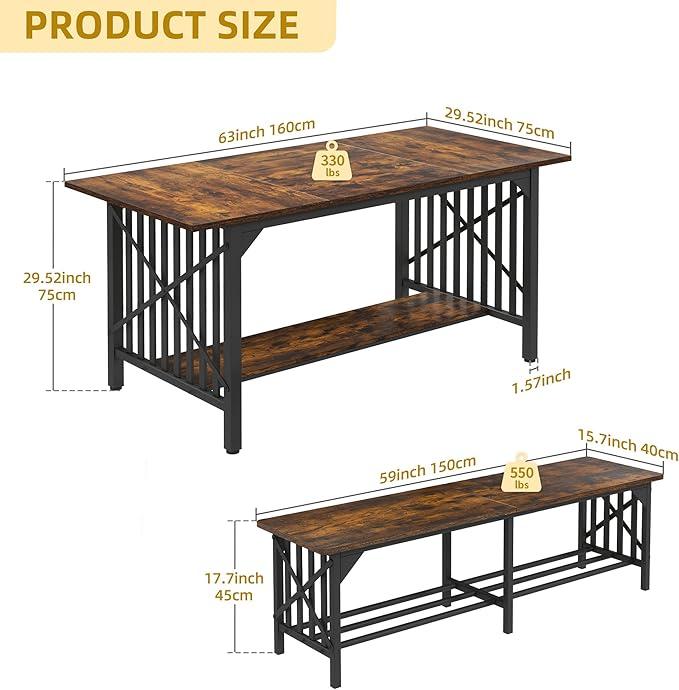 PRODUCT SIZE
63inch 160cm
29.52inch 75cm
330
lbs
29.52inch
75cm
1.57inch
59inch 150cm
15.7inch 40cm
550
lbs
17.7inch
45cm